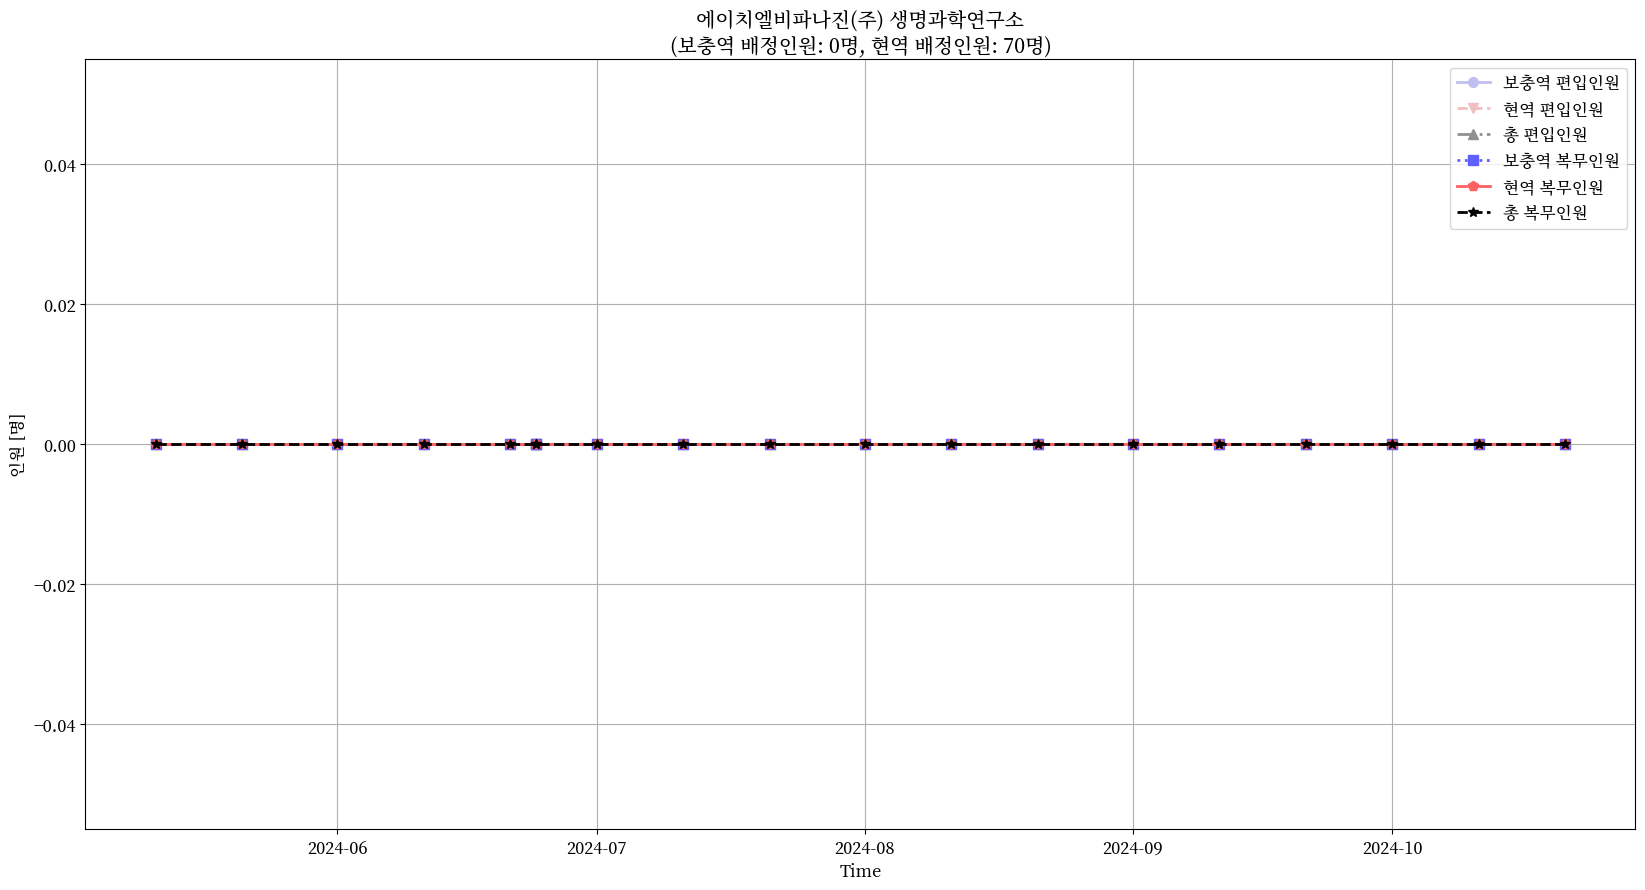 에이치엘비파나진(주) 생명과학연구소
(보충역 배정인원: 0명, 현역 배정인원: 70명)
보충역 편입인원
현역 편입인원
총 편입인원
보충역 복무인원
현역 복무인원
총 복무인원
인원 [명]
0.04
0.02
0.00
−0.02
−0.04
2024-06
2024-07
2024-08
2024-09
2024-10
Time